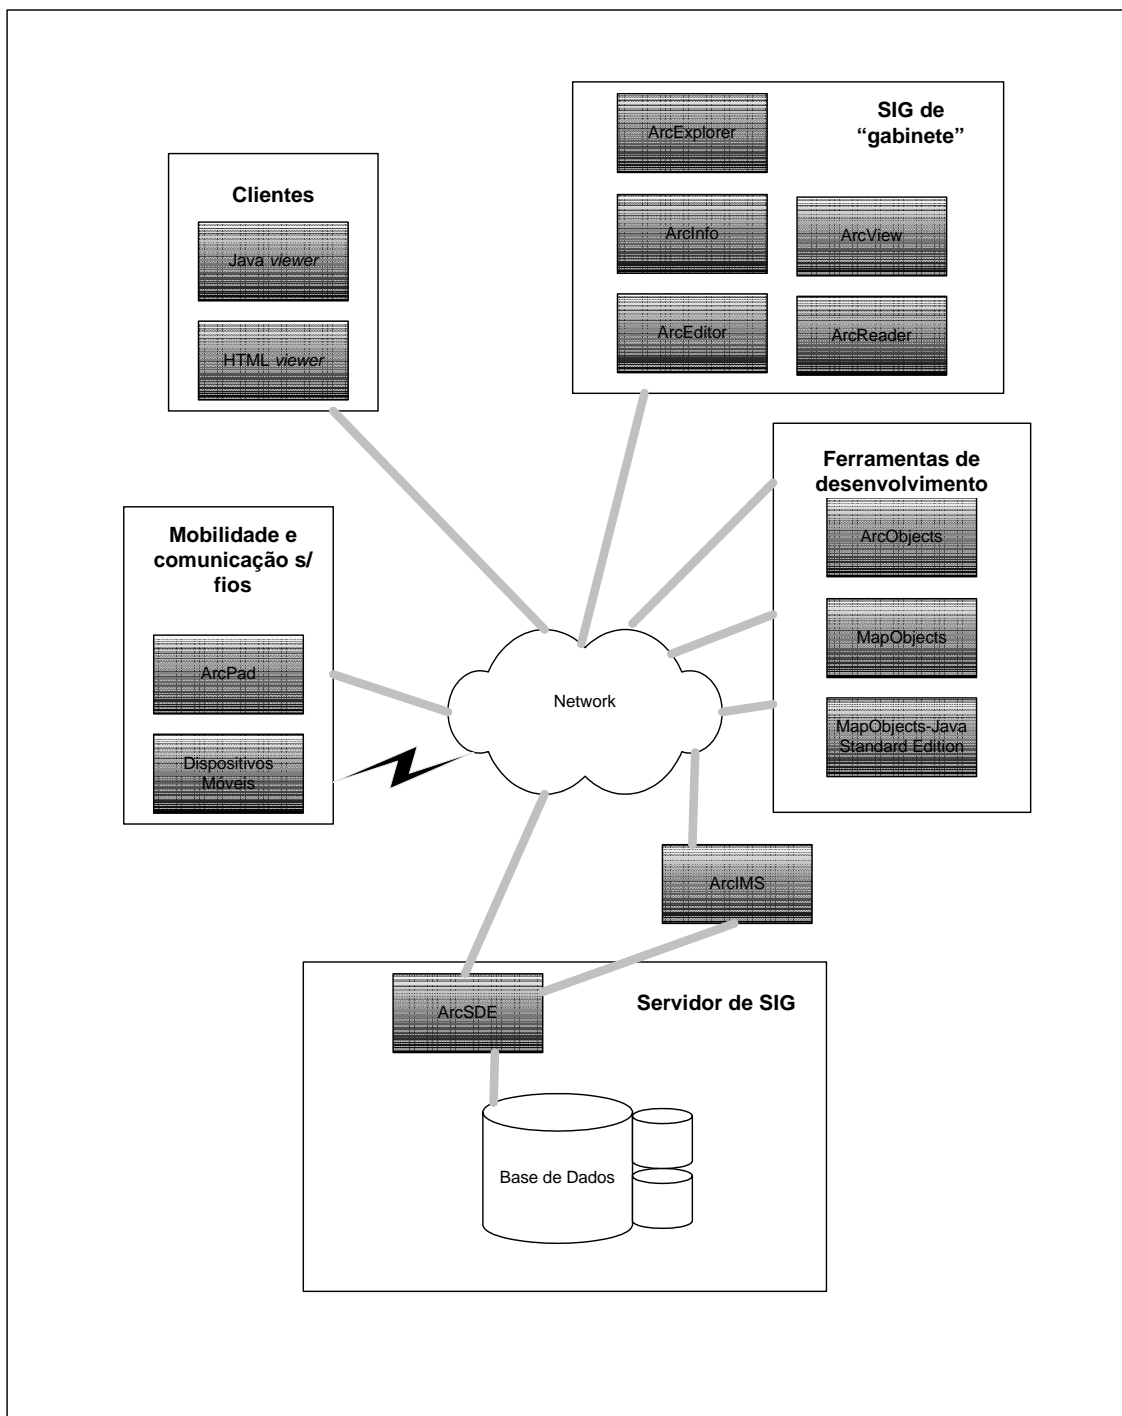 SIG de
“gabinete”
ArcExplorer
ArcInfo
ArcView
ArcEditor
ArcReader
Clientes
Java viewer
HTML viewer
Ferramentas de
desenvolvimento
ArcObjects
MapObjects
MapObjects-Java
Standard Edition
Mobilidade e
comunicação s/
fios
ArcPad
Dispositivos
Móveis
Network
ArcIMS
Servidor de SIG
ArcSDE
Base de Dados